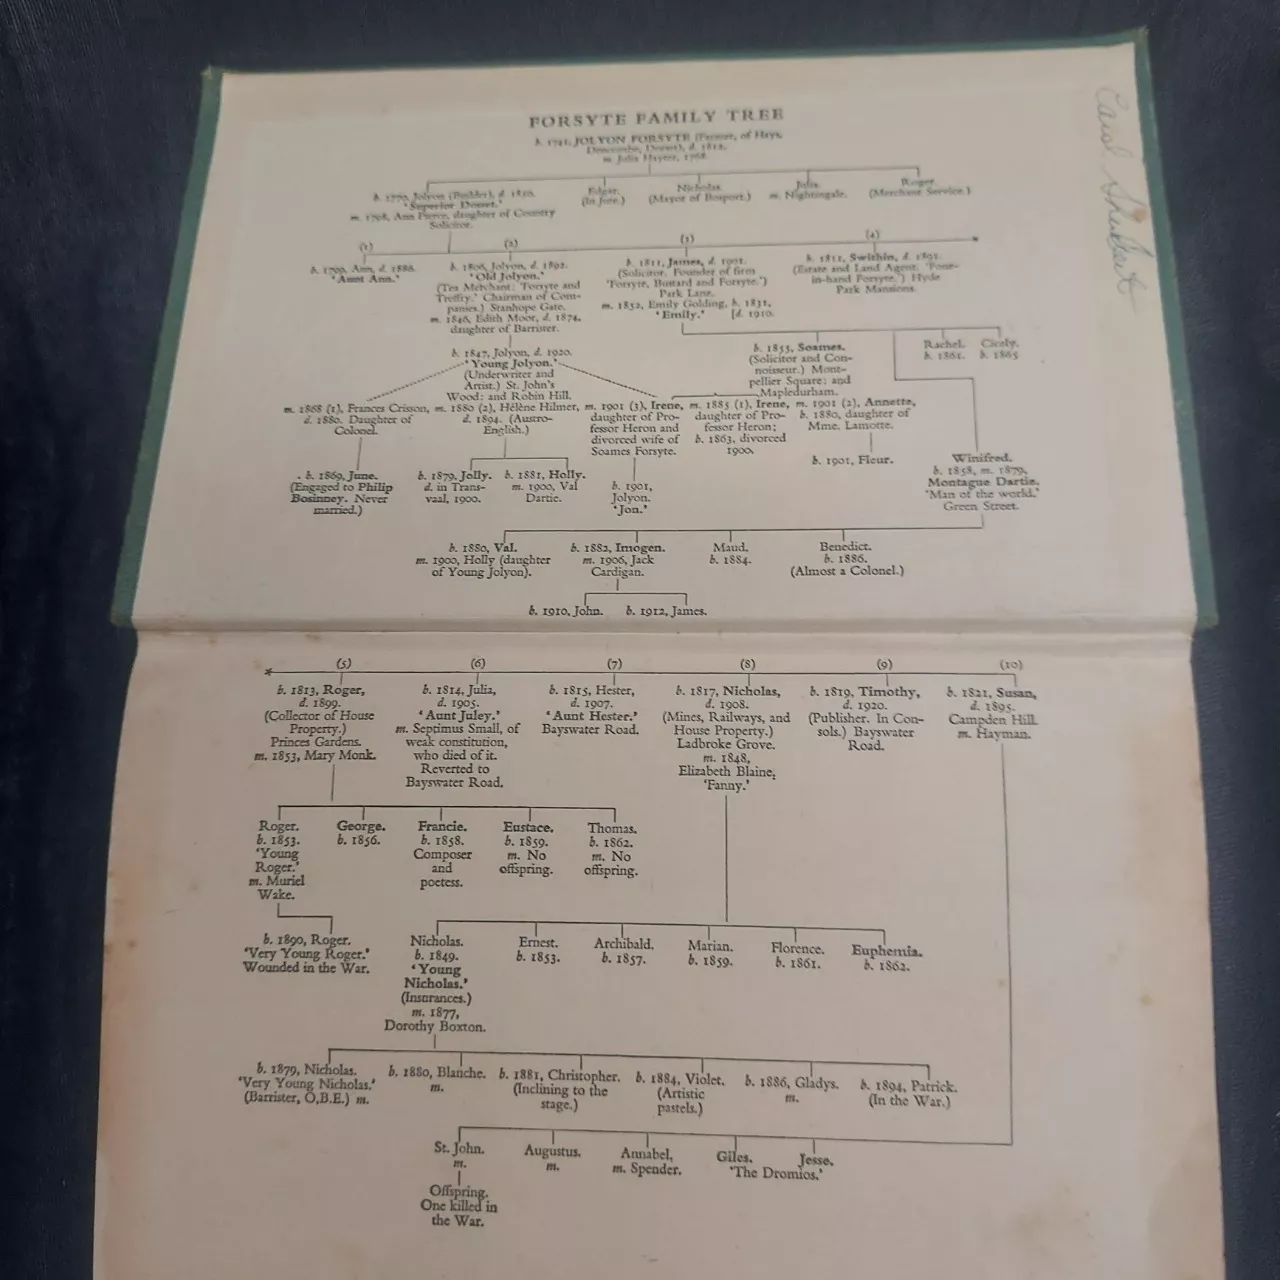 FORSYTE FAMILY TREE
b. 1741, JOLYON FORSYTE (Farmer, of Hays,
Dorset), d. 1812,
m. Julia Hayter, 1768.
b. 1770, Jolyon (Builder), d. 1850.
'Superior Dosset.'
m. 1798, Ann Pierce, daughter of Country
Solicitor.
Edgar.
(In Jute.)
Nicholas.
(Mayor of Bosport.)
Julia.
m. Nightingale.
Roger.
(Merchant Service.)
(1)
b. 1799, Ann, d. 1886.
'Aunt Ann.'
(2)
b. 1806, Jolyon, d. 1892.
'Old Jolyon.'
(Tea Merchant: 'Forsyte and
Treffry.' Chairman of Com-
panies.) Stanhope Gate.
m. 1846, Edith Moor, d. 1874,
daughter of Barrister.
(3)
b. 1811, James, d. 1901.
(Solicitor. Founder of firm
'Forsyte, Bustard and Forsyte.')
Park Lane.
m. 1852, Emily Golding, b. 1831,
'Emily.' [d. 1910.
(4)
b. 1811, Swithin, d. 1891.
(Estate and Land Agent. 'Four-
in-hand Forsyte.') Hyde
Park Mansions.
b. 1847, Jolyon, d. 1920.
'Young Jolyon.'
(Underwriter and
Artist.) St. John's
Wood: and Robin Hill.
b. 1855, Soames.
(Solicitor and Con-
noisseur.) Mont-
pellier Square: and
Mapledurham.
Rachel.
b. 1861.
Cicely.
b. 1865
m. 1868 (1), Frances Crisson,
d. 1880. Daughter of
Colonel.
m. 1880 (2), Hélène Hilmer,
d. 1894. (Austro-
English.)
m. 1901 (3), Irene,
daughter of Pro-
fessor Heron and
divorced wife of
Soames Forsyte.
m. 1885 (1), Irene,
daughter of Pro-
fessor Heron;
b. 1863, divorced
1900.
m. 1901 (2), Annette,
b. 1880, daughter of
Mme. Lamotte.
b. 1901, Fleur.
b. 1869, June.
(Engaged to Philip
Bosinney. Never
married.)
b. 1879, Jolly.
d. in Trans-
vaal, 1900.
b. 1881, Holly.
m. 1900, Val
Dartie.
b. 1901,
Jolyon.
'Jon.'
Winifred.
b. 1858, m. 1879,
Montague Dartie.
'Man of the world.'
Green Street.
b. 1880, Val.
m. 1900, Holly (daughter
of Young Jolyon).
b. 1882, Imogen.
m. 1906, Jack
Cardigan.
Maud.
b. 1884.
Benedict.
b. 1886.
(Almost a Colonel.)
b. 1910, John.
b. 1912, James.
(5)
b. 1813, Roger,
d. 1899.
(Collector of House
Property.)
Princes Gardens.
m. 1853, Mary Monk.
(6)
b. 1814, Julia,
d. 1905.
'Aunt Juley.'
m. Septimus Small, of
weak constitution,
who died of it.
Reverted to
Bayswater Road.
(7)
b. 1815, Hester,
d. 1907.
'Aunt Hester.'
Bayswater Road.
(8)
b. 1817, Nicholas,
d. 1908.
(Mines, Railways, and
House Property.)
Ladbroke Grove.
m. 1848,
Elizabeth Blaine,
'Fanny.'
(9)
b. 1819, Timothy,
d. 1920.
(Publisher. In Con-
sols.) Bayswater
Road.
(10)
b. 1821, Susan,
d. 1895.
Campden Hill.
m. Hayman.
Roger.
b. 1853.
'Young
Roger.'
m. Muriel
Wake.
George.
b. 1856.
Francie.
b. 1858.
Composer
and
poetess.
Eustace.
b. 1859.
m. No
offspring.
Thomas.
b. 1862.
m. No
offspring.
b. 1890, Roger.
'Very Young Roger.'
Wounded in the War.
Nicholas.
b. 1849.
'Young
Nicholas.'
(Insurances.)
m. 1877,
Dorothy Boxton.
Ernest.
b. 1853.
Archibald.
b. 1857.
Marian.
b. 1859.
Florence.
b. 1861.
Euphemia.
b. 1862.
b. 1879, Nicholas.
'Very Young Nicholas.'
(Barrister, O,B.E.) m.
b. 1880, Blanche.
m.
b. 1881, Christopher.
(Inclining to the
stage.)
b. 1884, Violet.
(Artistic
pastels.)
b. 1886, Gladys.
m.
b. 1894, Patrick.
(In the War.)
St. John.
m.
Augustus.
m.
Annabel,
m. Spender.
Giles.
Jesse.
'The Dromios.'
Offspring.
One killed in
the War.
Carol